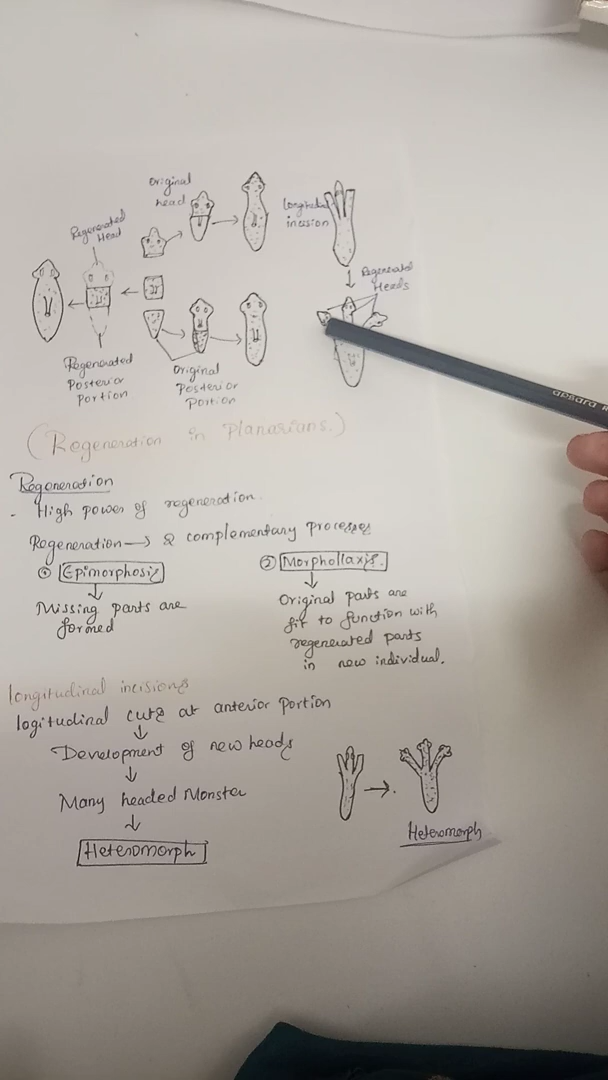 Original
head
Longitudinal
incision
Regenerated
Head
Regenerated
Heads
Regenerated
Posterior
Portion
Original
Posterior
Portion
(Regeneration in Planarians.)
Regeneration
- High power of regeneration.
Regeneration → 2 complementary processes
① Epimorphosis
② Morphollaxis.
Missing parts are
formed
Original parts are
fit to function with
regenerated parts
in new individual.
longitudinal incisions
logitudinal cuts at anterior portion
↓
Development of new heads
↓
Many headed Monster
↓
Heteromorph
Heteromorph
apsara